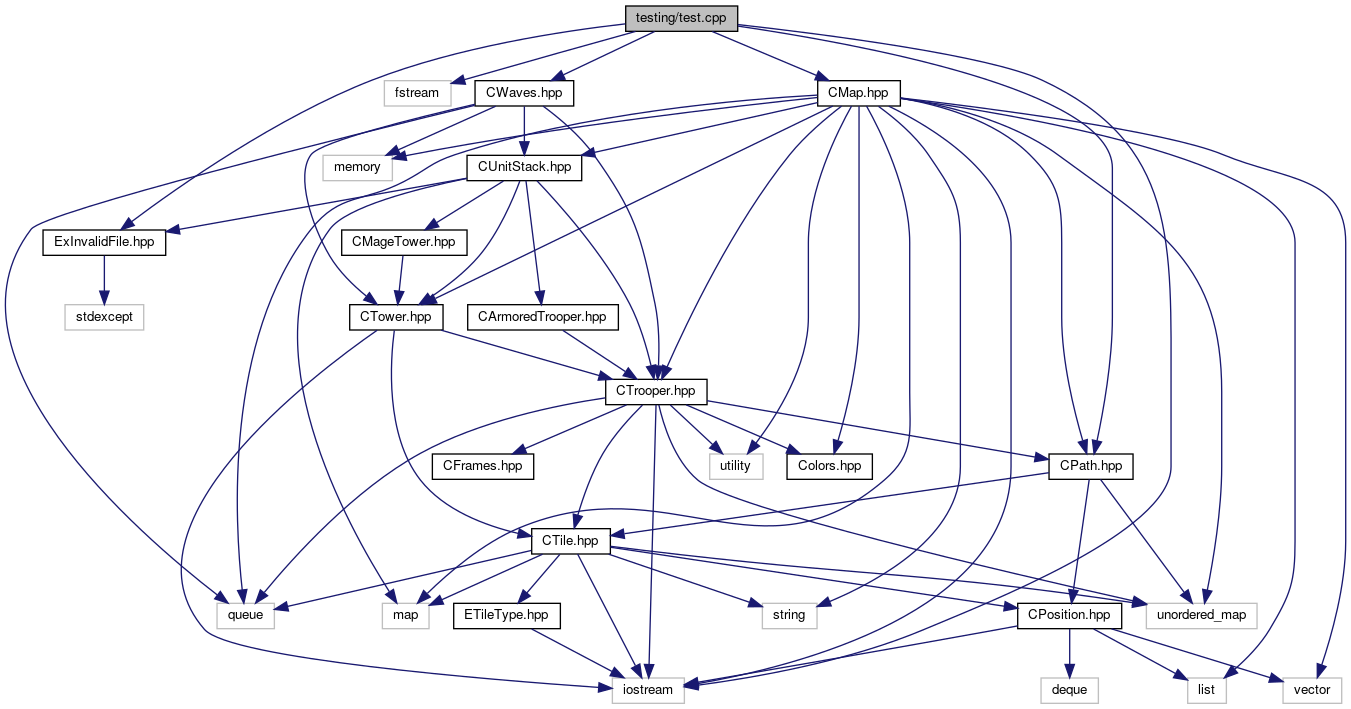 testing/test.cpp
fstream
CWaves.hpp
CMap.hpp
memory
CUnitStack.hpp
ExInvalidFile.hpp
CMageTower.hpp
stdexcept
CTower.hpp
CArmoredTrooper.hpp
CTrooper.hpp
CFrames.hpp
utility
Colors.hpp
CPath.hpp
CTile.hpp
queue
map
ETileType.hpp
string
CPosition.hpp
unordered_map
iostream
deque
list
vector